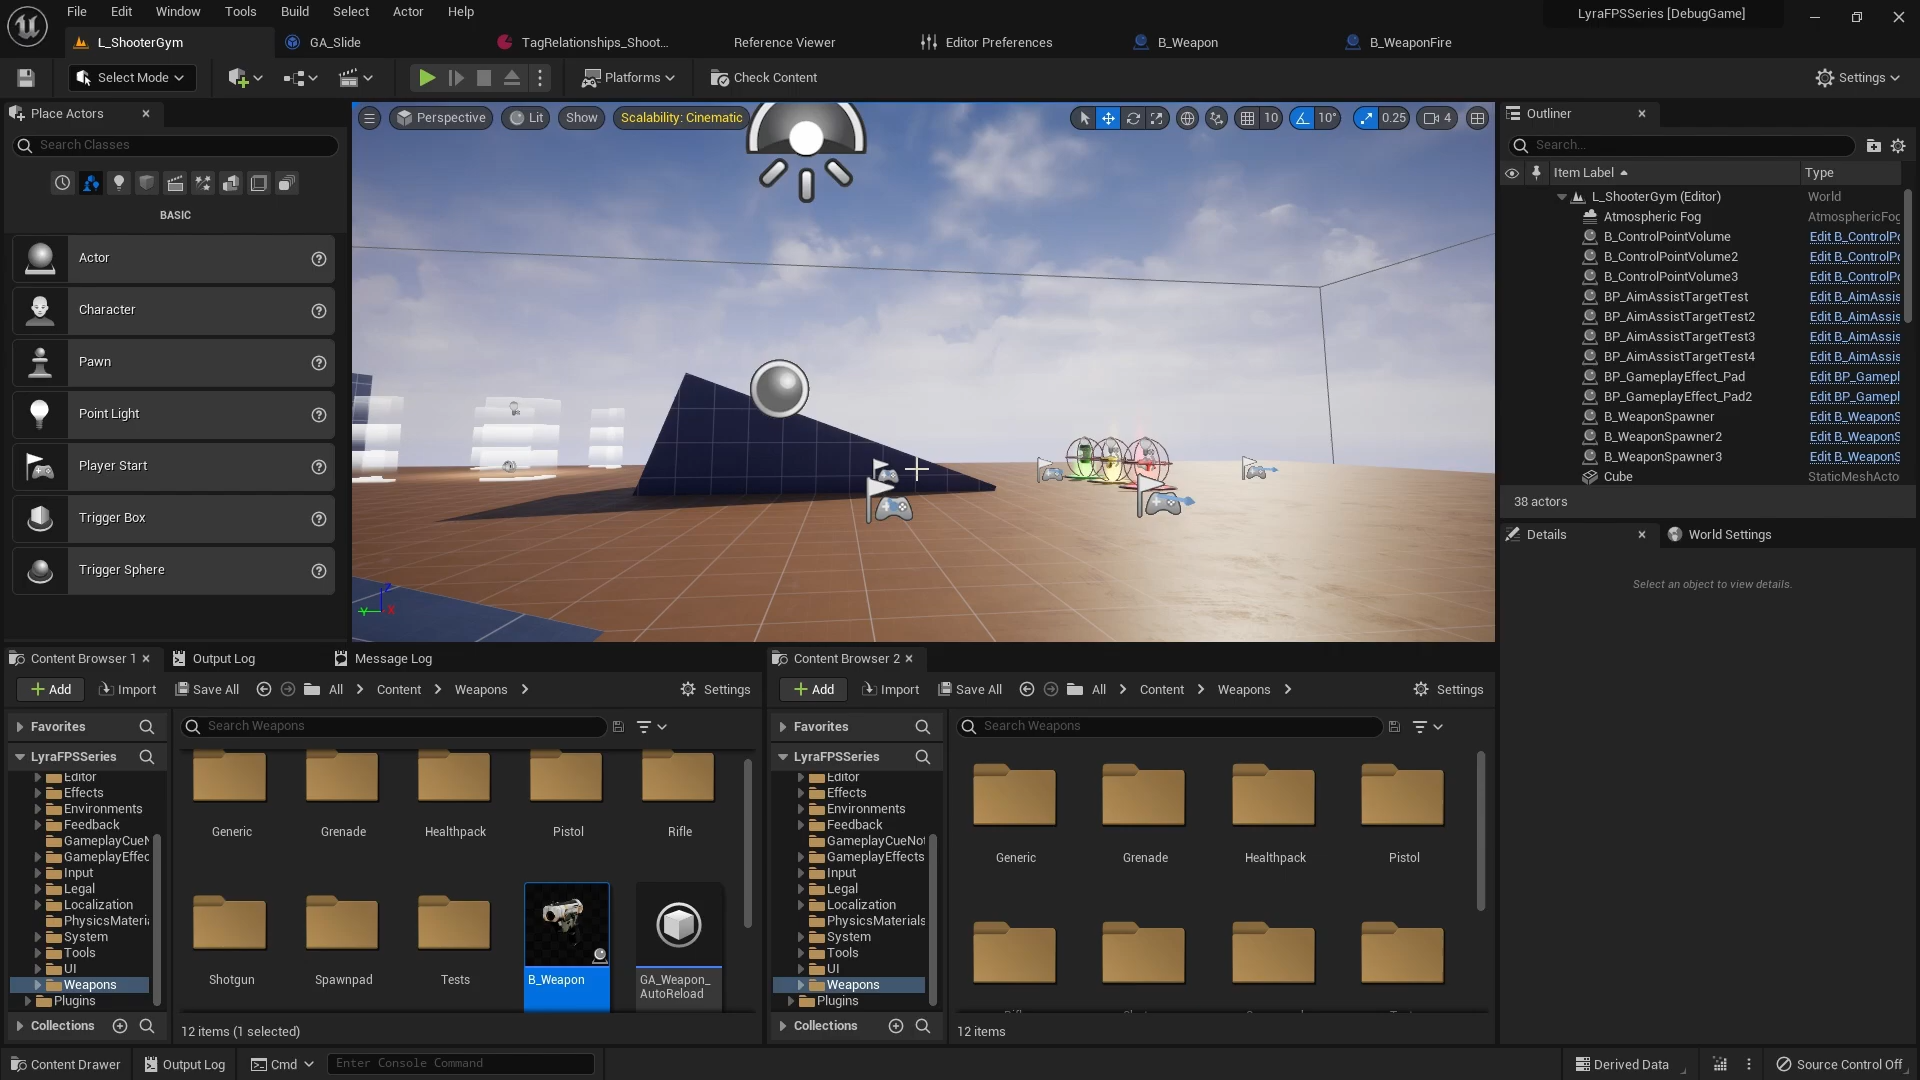 File Edit Window Tools Build Select Actor Help
LyraFPSSeries [DebugGame]
L_ShooterGym
GA_Slide
TagRelationships_Shoot...
Reference Viewer
Editor Preferences
B_Weapon
B_WeaponFire
Select Mode
Platforms
Check Content
Settings
Place Actors
Search Classes
BASIC
Actor
Character
Pawn
Point Light
Player Start
Trigger Box
Trigger Sphere
Perspective
Lit
Show
Scalability: Cinematic
10
10°
0.25
4
Outliner
Search...
Item Label
Type
L_ShooterGym (Editor) World
Atmospheric Fog AtmosphericFog
B_ControlPointVolume Edit B_ControlPo
B_ControlPointVolume2 Edit B_ControlPo
B_ControlPointVolume3 Edit B_ControlPo
BP_AimAssistTargetTest Edit B_AimAssis
BP_AimAssistTargetTest2 Edit B_AimAssis
BP_AimAssistTargetTest3 Edit B_AimAssis
BP_AimAssistTargetTest4 Edit B_AimAssis
BP_GameplayEffect_Pad Edit BP_Gamepl
BP_GameplayEffect_Pad2 Edit BP_Gamepl
B_WeaponSpawner Edit B_WeaponS
B_WeaponSpawner2 Edit B_WeaponS
B_WeaponSpawner3 Edit B_WeaponS
Cube StaticMeshActo
38 actors
Details
World Settings
Select an object to view details.
Content Browser 1
Output Log
Message Log
Add
Import
Save All
All
Content
Weapons
Settings
Favorites
Search Weapons
LyraFPSSeries
Editor
Effects
Environments
Feedback
GameplayCueN
GameplayEffec
Input
Legal
Localization
PhysicsMateria
System
Tools
UI
Weapons
Plugins
Collections
Generic
Grenade
Healthpack
Pistol
Rifle
Shotgun
Spawnpad
Tests
B_Weapon
GA_Weapon_
AutoReload
12 items (1 selected)
Content Browser 2
Add
Import
Save All
All
Content
Weapons
Settings
Favorites
Search Weapons
LyraFPSSeries
Editor
Effects
Environments
Feedback
GameplayCueNot
GameplayEffects
Input
Legal
Localization
PhysicsMaterials
System
Tools
UI
Weapons
Plugins
Collections
Generic
Grenade
Healthpack
Pistol
12 items
Content Drawer
Output Log
Cmd
Enter Console Command
Derived Data
Source Control Off